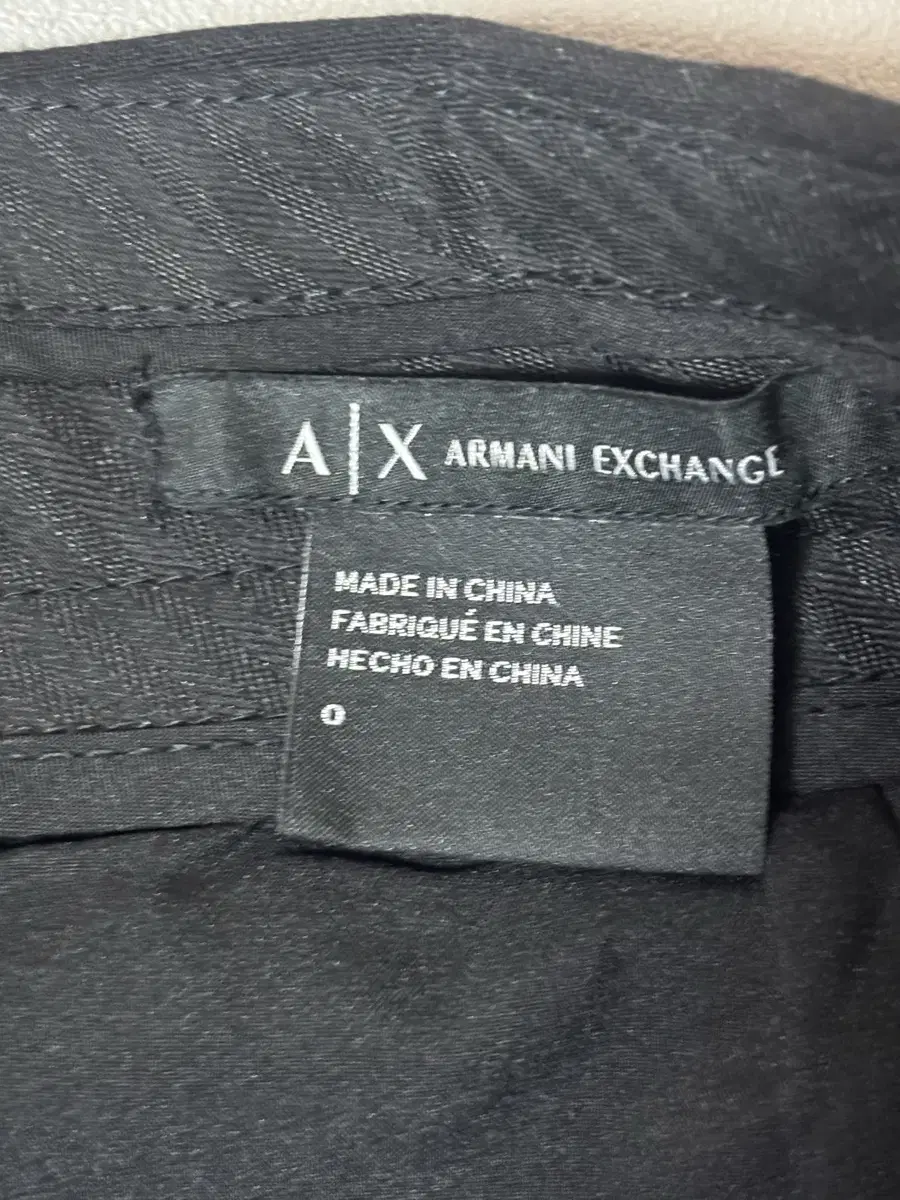 A|X ARMANI EXCHANGE
MADE IN CHINA
FABRIQUÉ EN CHINE
HECHO EN CHINA
0